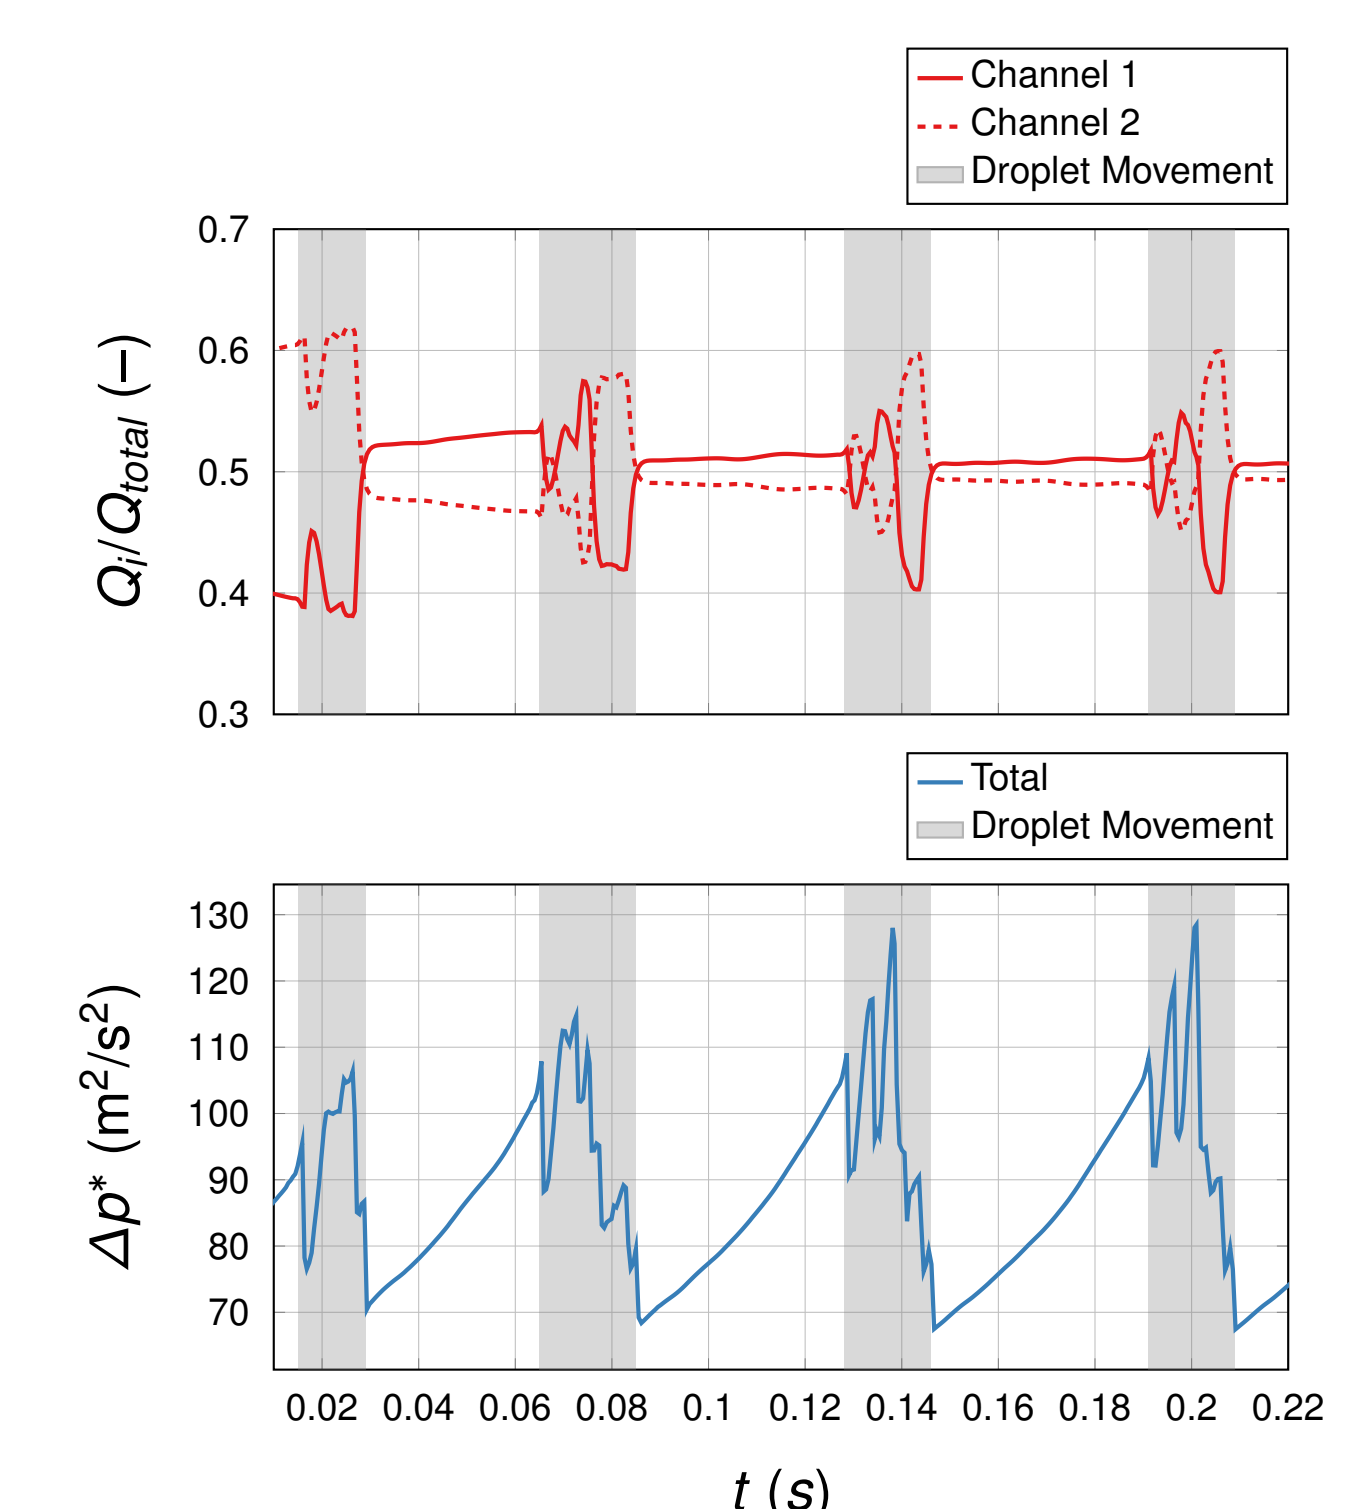 Channel 1
Channel 2
Droplet Movement
0.7
0.6
0.5
0.4
0.3
Qi/Qtotal (−)
Total
Droplet Movement
130
120
110
100
90
80
70
Δp* (m²/s²)
0.02 0.04 0.06 0.08 0.1 0.12 0.14 0.16 0.18 0.2 0.22
t (s)